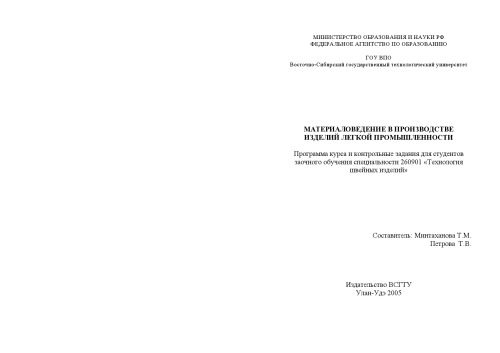 МИНИСТЕРСТВО ОБРАЗОВАНИЯ И НАУКИ РФ
ФЕДЕРАЛЬНОЕ АГЕНТСТВО ПО ОБРАЗОВАНИЮ
ГОУ ВПО
Восточно-Сибирский государственный технологический университет
МАТЕРИАЛОВЕДЕНИЕ В ПРОИЗВОДСТВЕ
ИЗДЕЛИЙ ЛЕГКОЙ ПРОМЫШЛЕННОСТИ
Программа курса и контрольные задания для студентов
заочного обучения специальности 260901 «Технология
швейных изделий»
Составитель: Минтаханова Т.М.
Петрова Т.В.
Издательство ВСГТУ
Улан-Удэ 2005